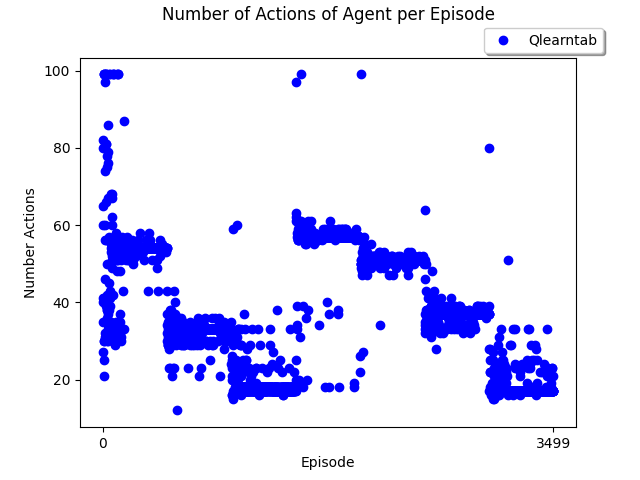 Number of Actions of Agent per Episode
Qlearntab
100
80
60
40
20
Number Actions
0
3499
Episode